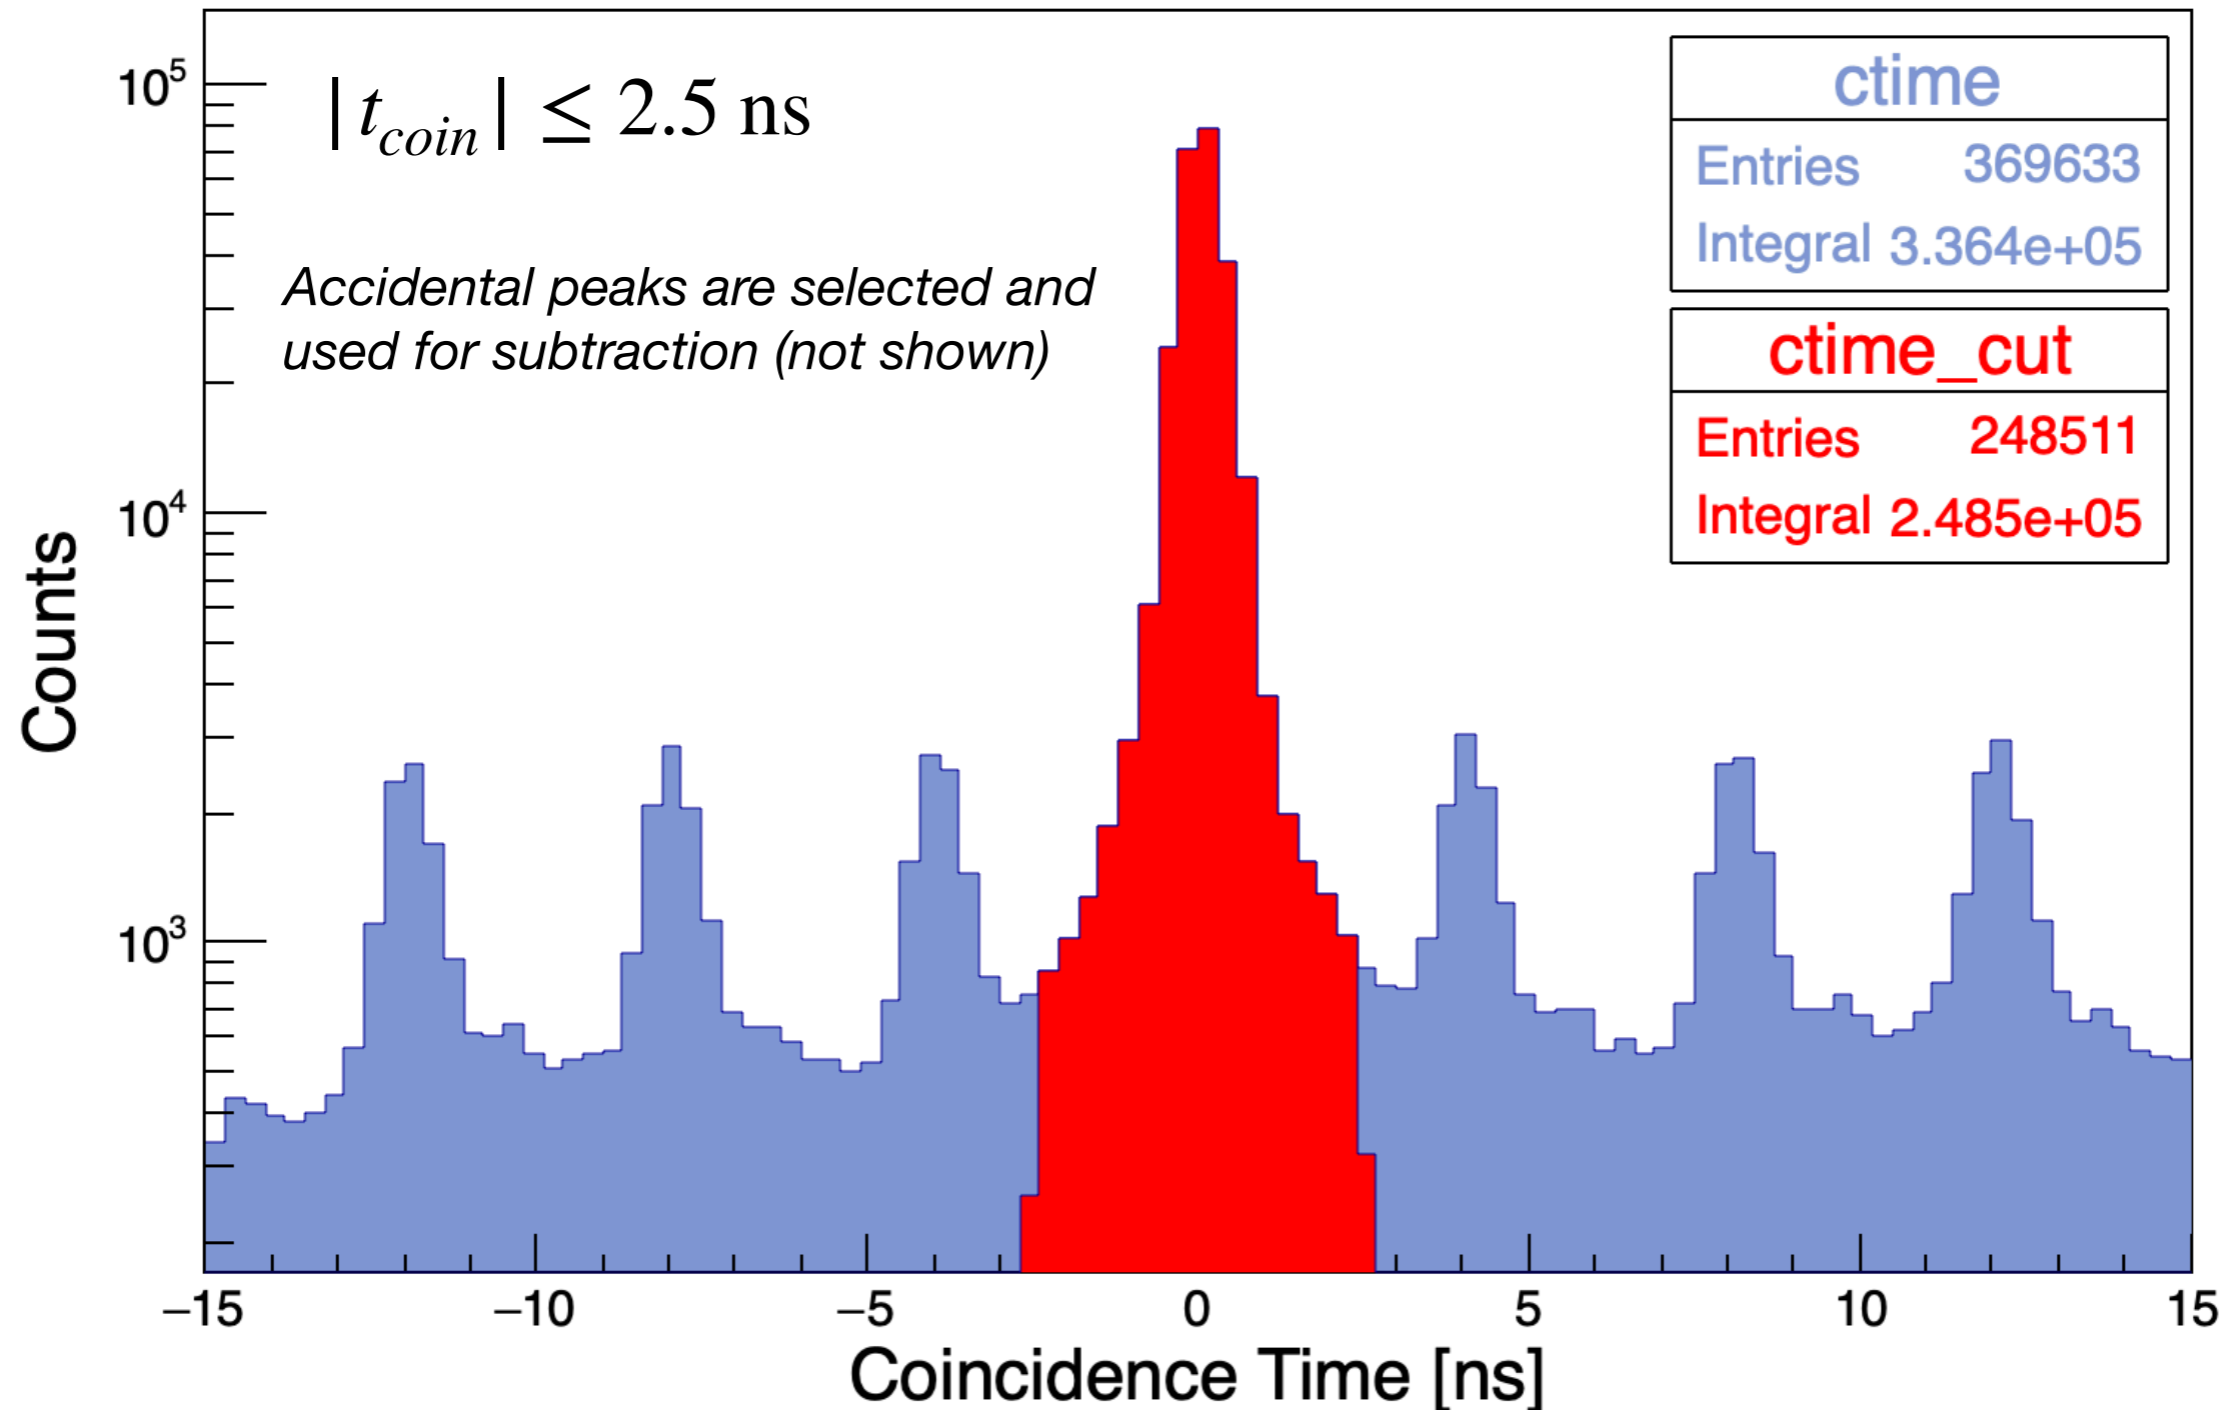 |t_coin| ≤ 2.5 ns
Accidental peaks are selected and
used for subtraction (not shown)
ctime
Entries 369633
Integral 3.364e+05
ctime_cut
Entries 248511
Integral 2.485e+05
Counts
10^5
10^4
10^3
−15 −10 −5 0 5 10 15
Coincidence Time [ns]